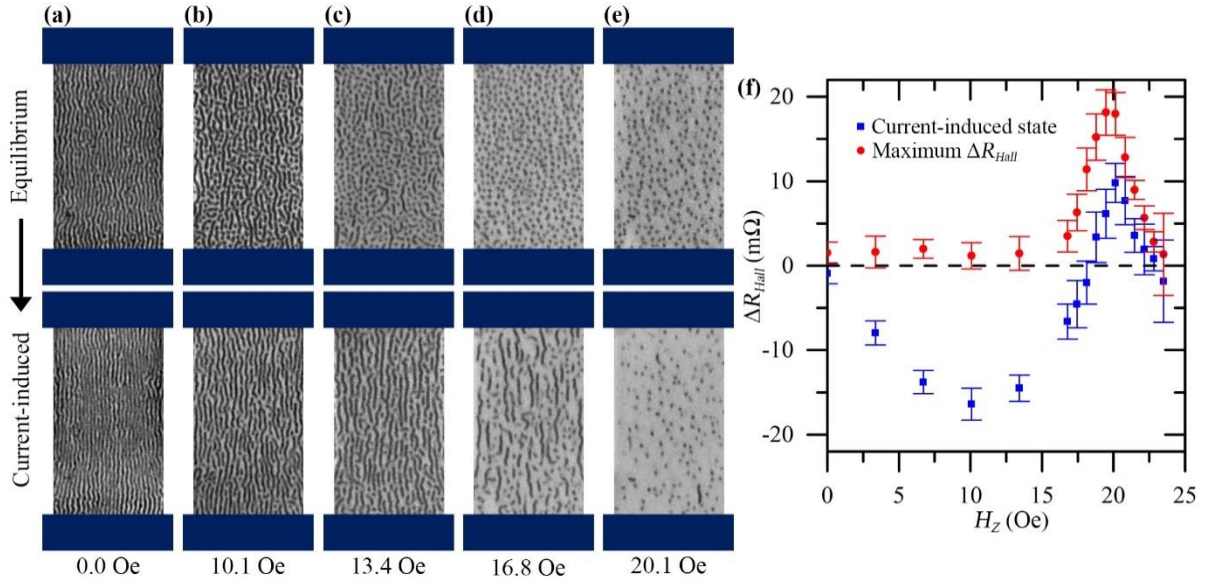 (a) (b) (c) (d) (e)
Equilibrium
Current-induced
0.0 Oe 10.1 Oe 13.4 Oe 16.8 Oe 20.1 Oe
(f)
Current-induced state
Maximum ΔR_Hall
ΔR_Hall (mΩ)
20
10
0
-10
-20
0 5 10 15 20 25
H_Z (Oe)